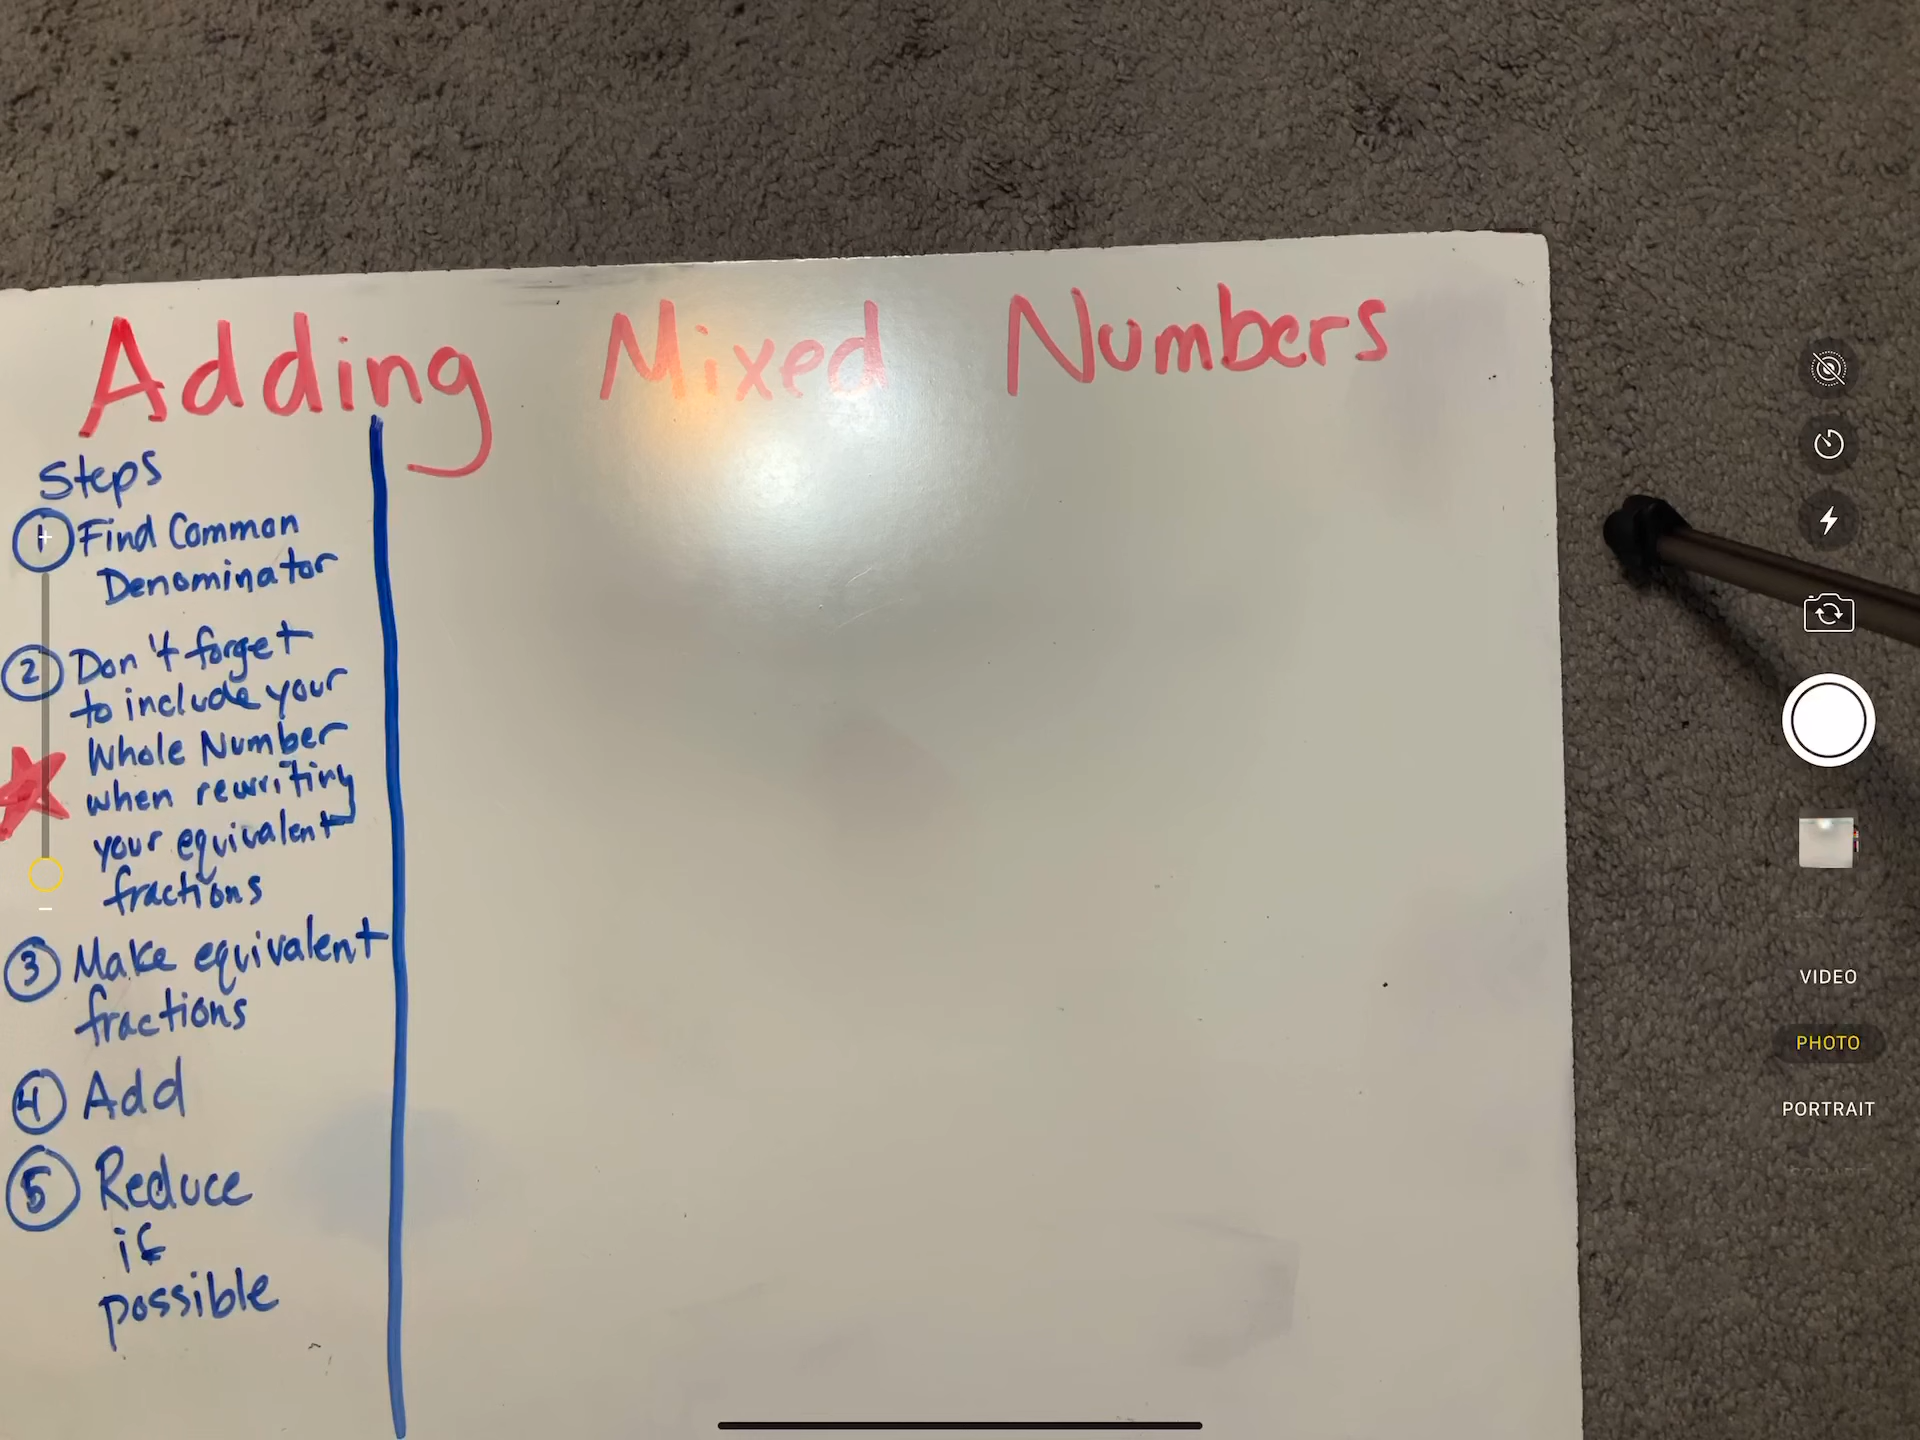 Adding Mixed Numbers
Steps
1 Find Common
Denominator
2 Don't forget
to include your
Whole Number
when rewriting
your equivalent
fractions
3 Make equivalent
fractions
4 Add
5 Reduce
if
possible
VIDEO
PHOTO
PORTRAIT